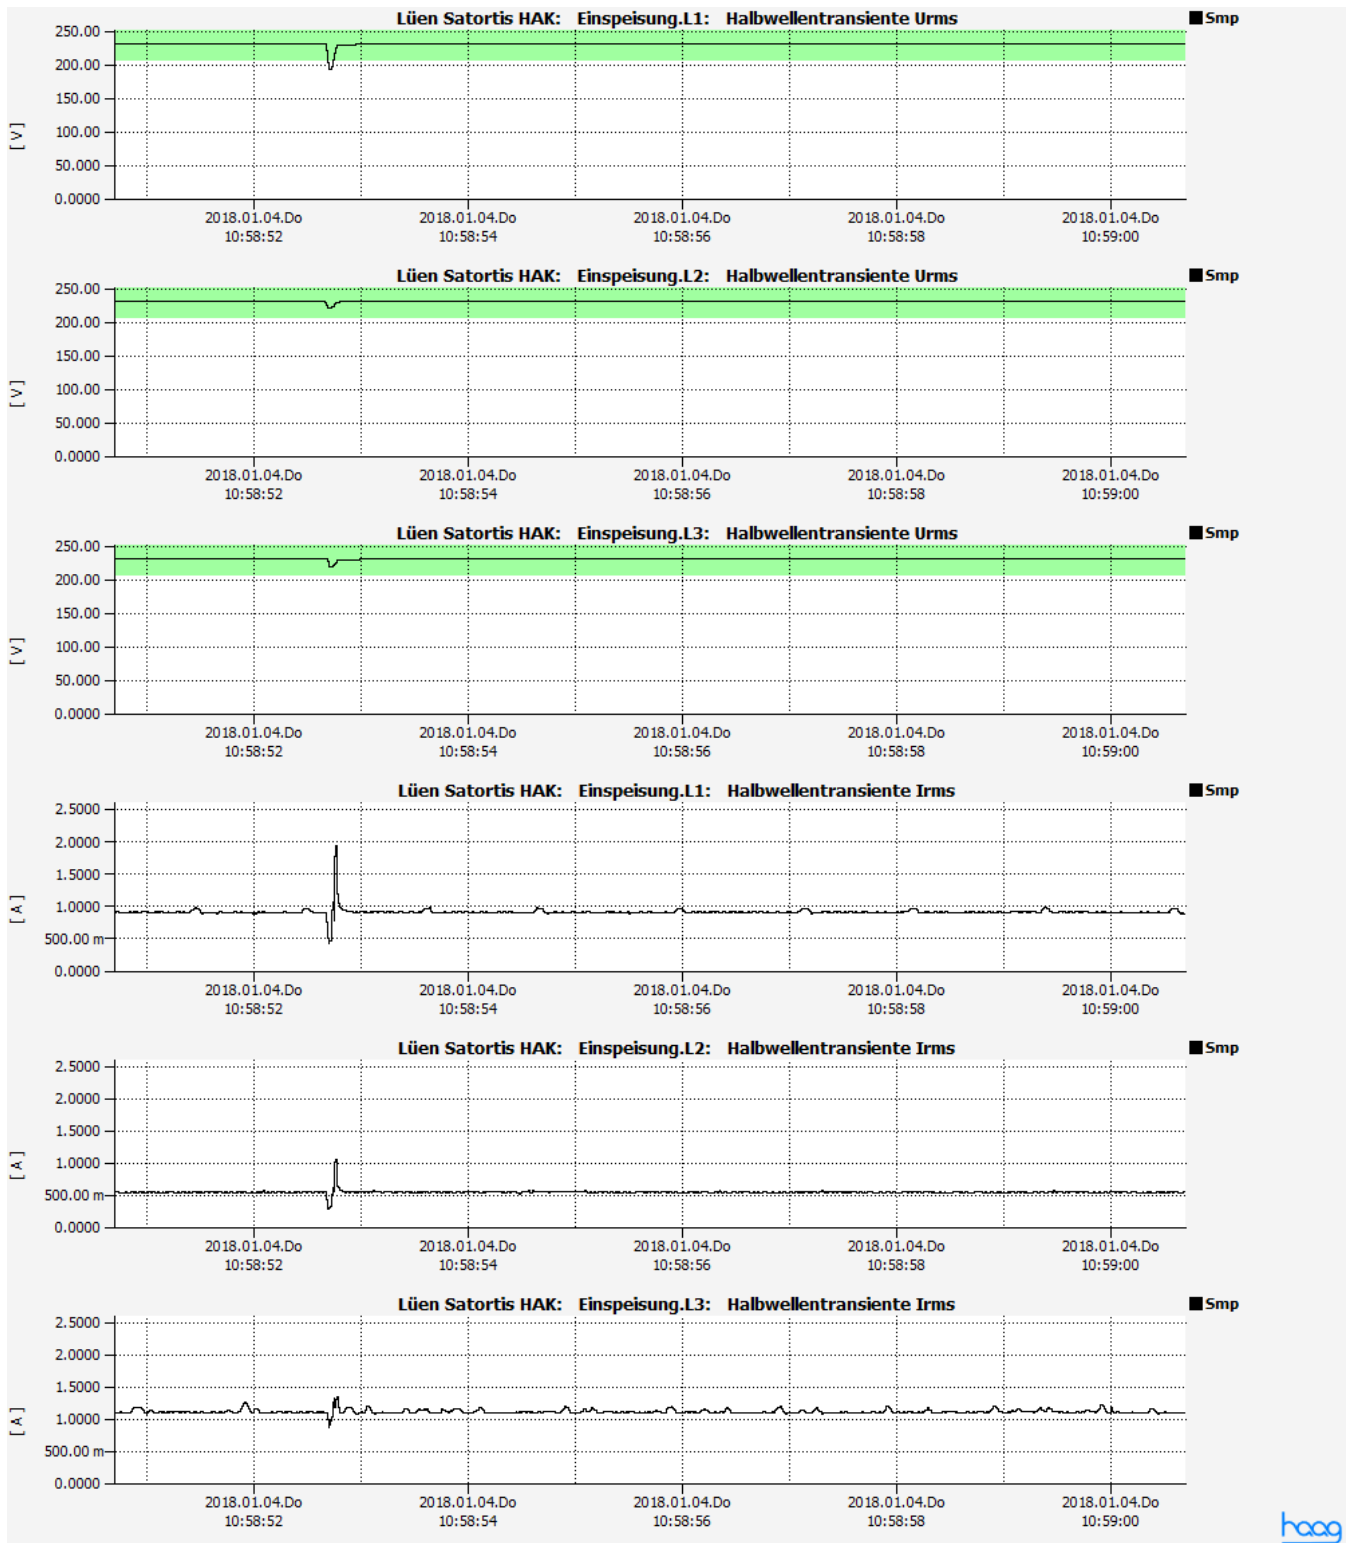 Lüen Satortis HAK: Einspeisung.L1: Halbwellentransiente Urms
Smp
250.00
200.00
150.00
100.00
50.000
0.0000
[ V ]
2018.01.04.Do 2018.01.04.Do 2018.01.04.Do 2018.01.04.Do 2018.01.04.Do
10:58:52 10:58:54 10:58:56 10:58:58 10:59:00
Lüen Satortis HAK: Einspeisung.L2: Halbwellentransiente Urms
Smp
250.00
200.00
150.00
100.00
50.000
0.0000
[ V ]
2018.01.04.Do 2018.01.04.Do 2018.01.04.Do 2018.01.04.Do 2018.01.04.Do
10:58:52 10:58:54 10:58:56 10:58:58 10:59:00
Lüen Satortis HAK: Einspeisung.L3: Halbwellentransiente Urms
Smp
250.00
200.00
150.00
100.00
50.000
0.0000
[ V ]
2018.01.04.Do 2018.01.04.Do 2018.01.04.Do 2018.01.04.Do 2018.01.04.Do
10:58:52 10:58:54 10:58:56 10:58:58 10:59:00
Lüen Satortis HAK: Einspeisung.L1: Halbwellentransiente Irms
Smp
2.5000
2.0000
1.5000
1.0000
500.00 m
0.0000
[ A ]
2018.01.04.Do 2018.01.04.Do 2018.01.04.Do 2018.01.04.Do 2018.01.04.Do
10:58:52 10:58:54 10:58:56 10:58:58 10:59:00
Lüen Satortis HAK: Einspeisung.L2: Halbwellentransiente Irms
Smp
2.5000
2.0000
1.5000
1.0000
500.00 m
0.0000
[ A ]
2018.01.04.Do 2018.01.04.Do 2018.01.04.Do 2018.01.04.Do 2018.01.04.Do
10:58:52 10:58:54 10:58:56 10:58:58 10:59:00
Lüen Satortis HAK: Einspeisung.L3: Halbwellentransiente Irms
Smp
2.5000
2.0000
1.5000
1.0000
500.00 m
0.0000
[ A ]
2018.01.04.Do 2018.01.04.Do 2018.01.04.Do 2018.01.04.Do 2018.01.04.Do
10:58:52 10:58:54 10:58:56 10:58:58 10:59:00
haag